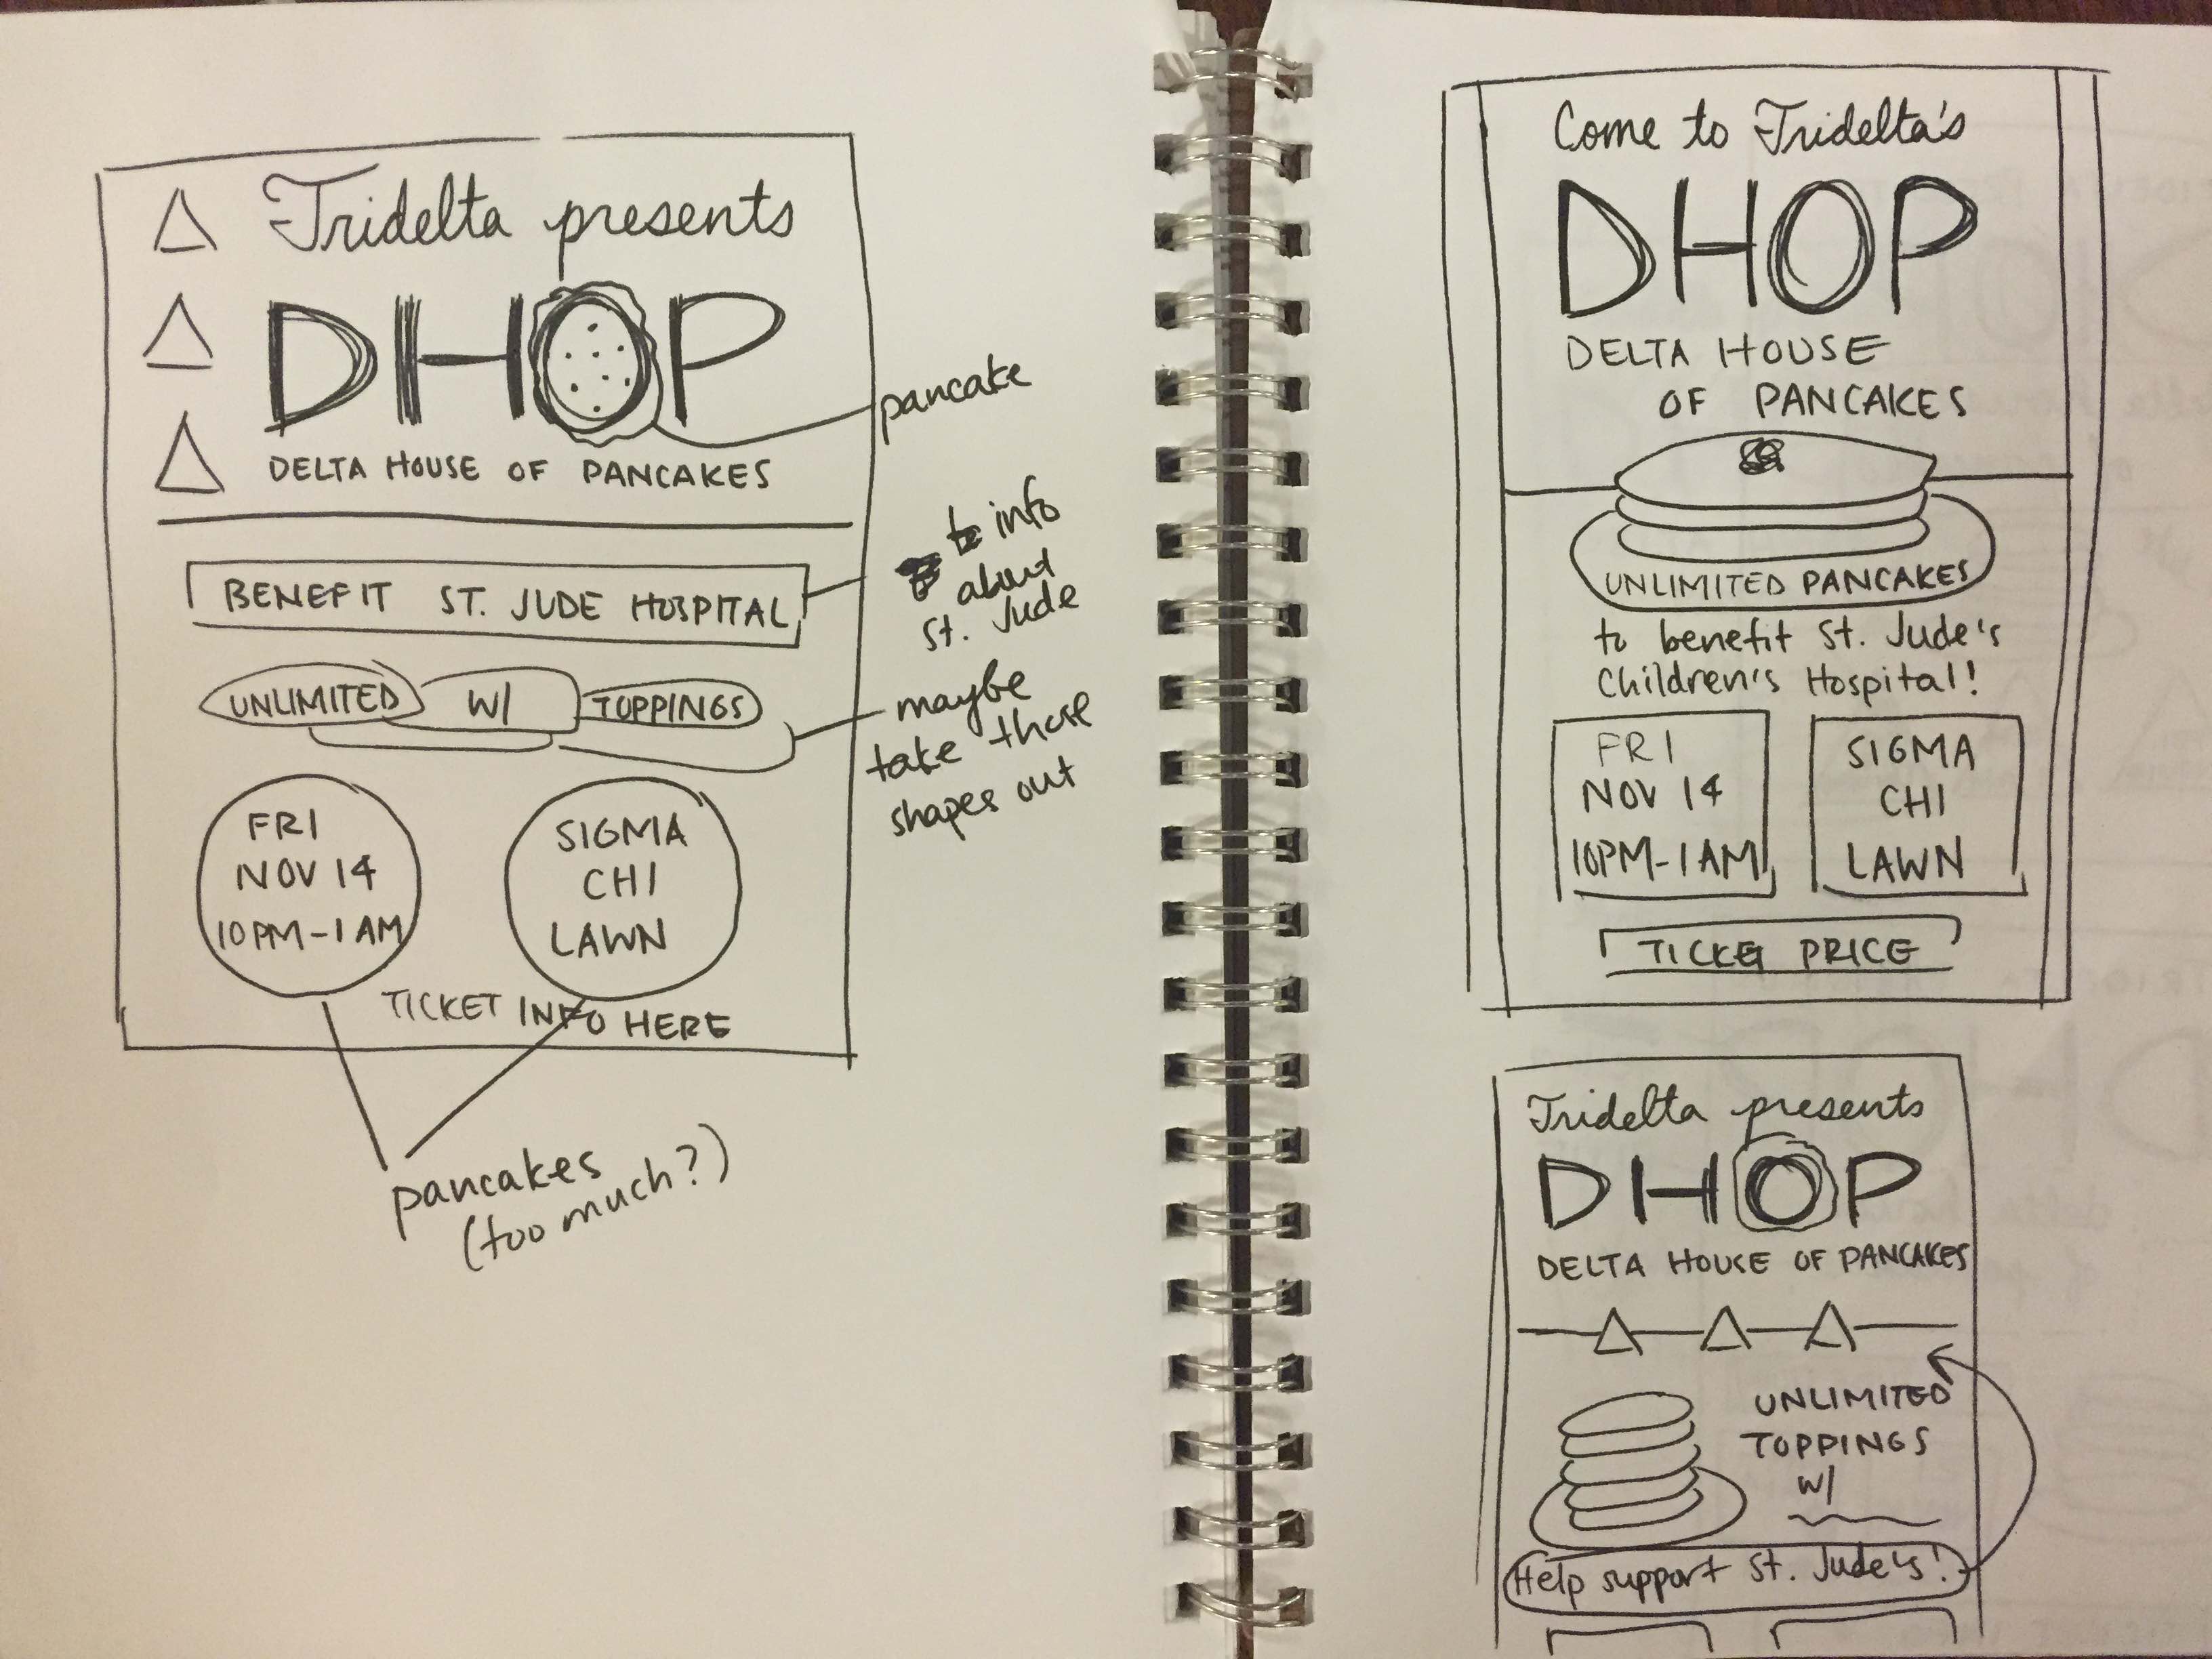 Tridelta presents
DHOP
DELTA HOUSE OF PANCAKES
BENEFIT ST. JUDE HOSPITAL
UNLIMITED W/ TOPPINGS
FRI
NOV 14
10PM-1AM
SIGMA
CHI
LAWN
TICKET INFO HERE
pancake
info
about
St. Jude
maybe
take these
shapes out
pancakes
(too much?)
Come to Tridelta's
DHOP
DELTA HOUSE
OF PANCAKES
UNLIMITED PANCAKES
to benefit St. Jude's
Children's Hospital!
FRI
NOV 14
10PM-1AM
SIGMA
CHI
LAWN
TICKET PRICE
Tridelta presents
DHOP
DELTA HOUSE OF PANCAKES
UNLIMITED
TOPPINGS
W/
Help support St. Jude's!